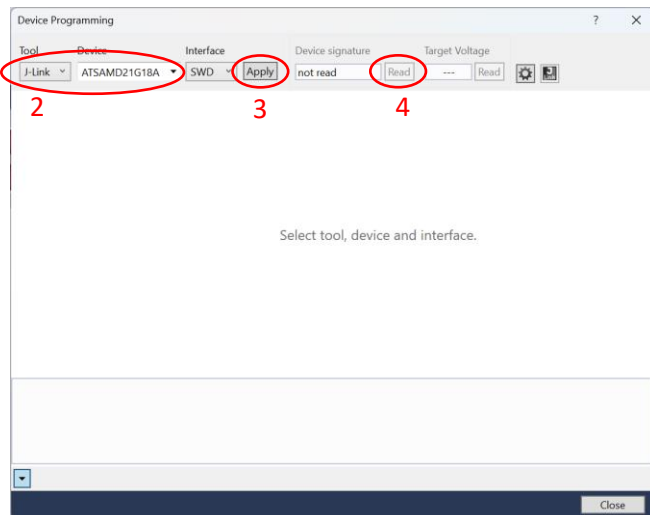 Device Programming ? X
Tool Device Interface Device signature Target Voltage
J-Link ATSAMD21G18A SWD Apply not read Read --- Read
2 3 4
Select tool, device and interface.
Close